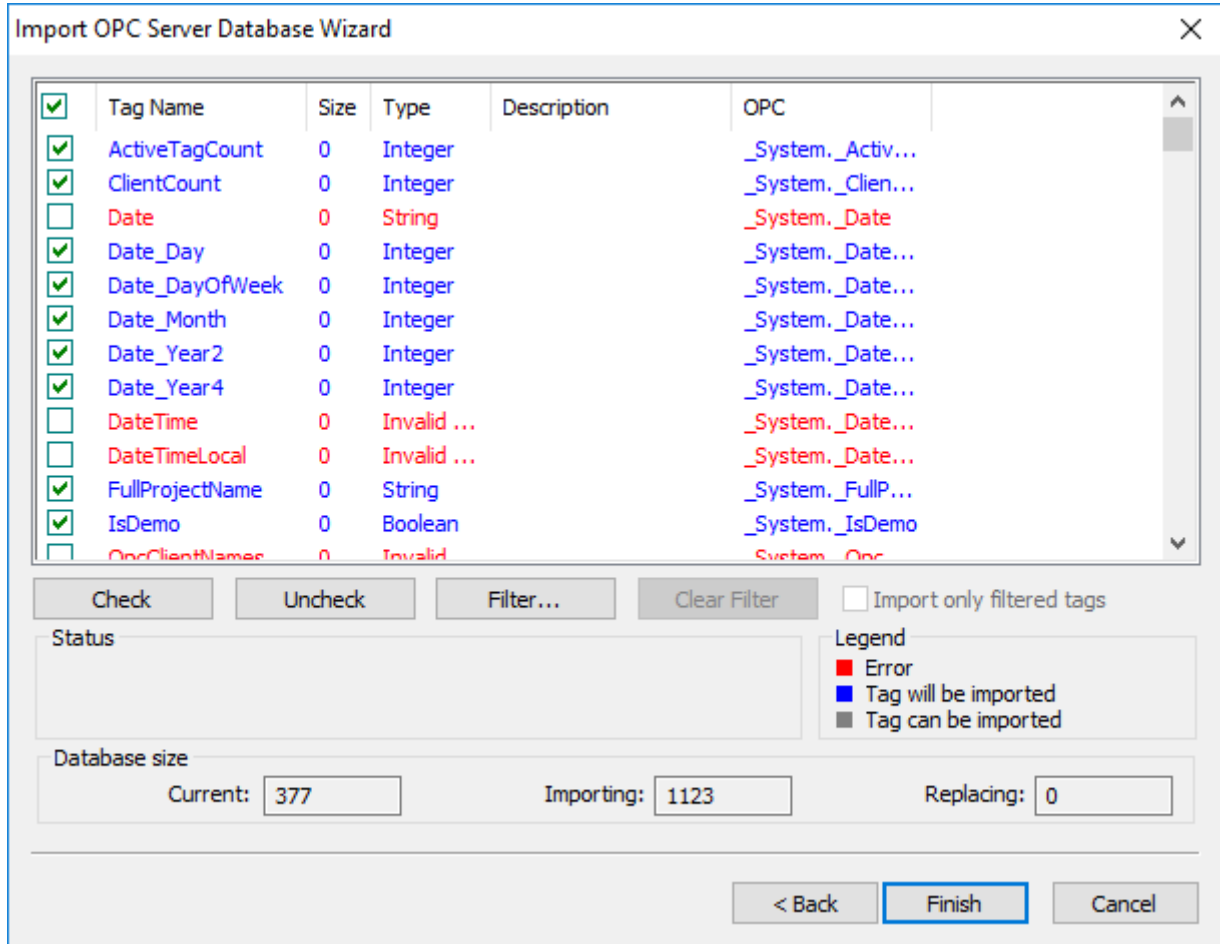 Import OPC Server Database Wizard
Tag Name Size Type Description OPC
ActiveTagCount 0 Integer _System._Activ...
ClientCount 0 Integer _System._Clien...
Date 0 String _System._Date
Date_Day 0 Integer _System._Date...
Date_DayOfWeek 0 Integer _System._Date...
Date_Month 0 Integer _System._Date...
Date_Year2 0 Integer _System._Date...
Date_Year4 0 Integer _System._Date...
DateTime 0 Invalid ... _System._Date...
DateTimeLocal 0 Invalid ... _System._Date...
FullProjectName 0 String _System._FullP...
IsDemo 0 Boolean _System._IsDemo
OpcClientNames 0 Invalid _System._Opc
Check Uncheck Filter... Clear Filter Import only filtered tags
Status Legend
Error
Tag will be imported
Tag can be imported
Database size
Current: 377 Importing: 1123 Replacing: 0
< Back Finish Cancel